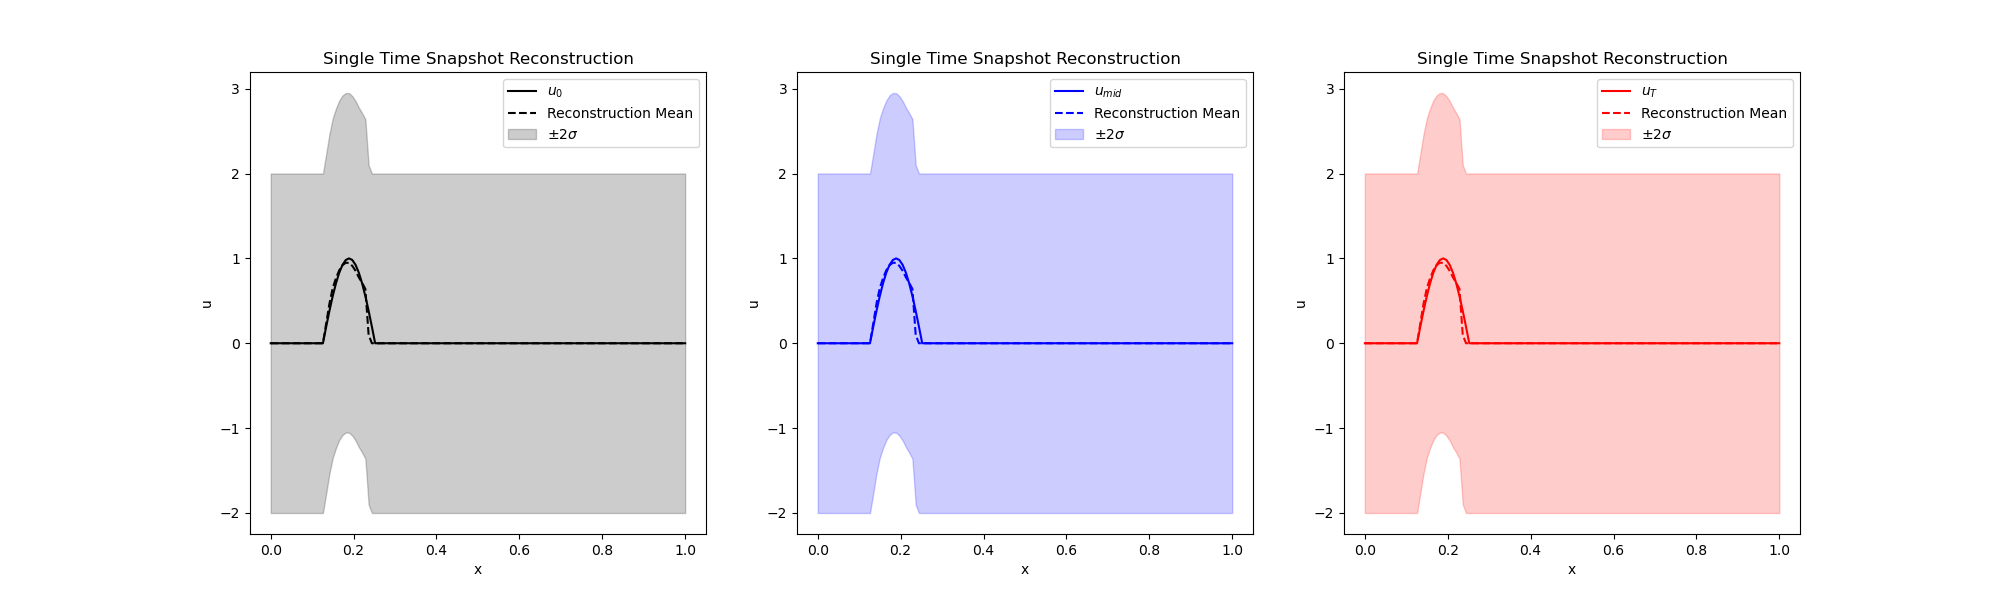 Single Time Snapshot Reconstruction
u
3
2
1
0
−1
−2
u₀
Reconstruction Mean
±2σ
0.0 0.2 0.4 0.6 0.8 1.0
x
Single Time Snapshot Reconstruction
u
3
2
1
0
−1
−2
u_mid
Reconstruction Mean
±2σ
0.0 0.2 0.4 0.6 0.8 1.0
x
Single Time Snapshot Reconstruction
u
3
2
1
0
−1
−2
u_T
Reconstruction Mean
±2σ
0.0 0.2 0.4 0.6 0.8 1.0
x